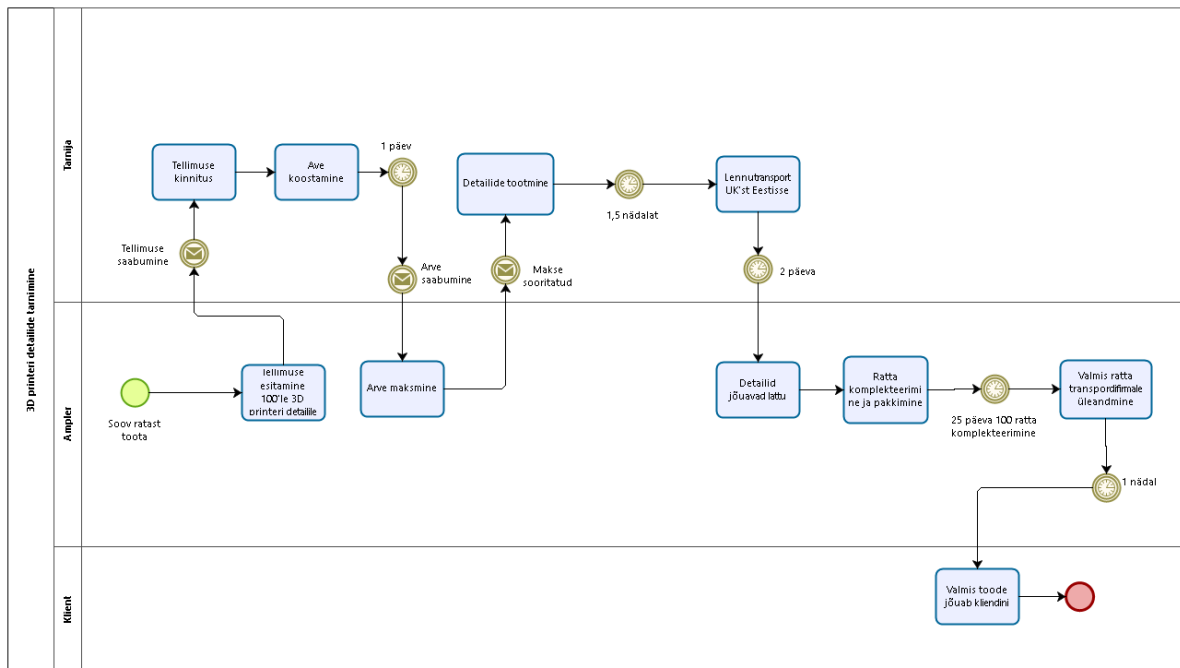 3D printeri detailide tarnimine
Tarnija
Tellimuse
kinnitus
Ave
koostamine
1 päev
Detailide tootmine
1,5 nädalat
Lennutransport
UK'st Eestisse
Tellimuse
saabumine
Arve
saabumine
Makse
sooritatud
2 päeva
Ampler
Soov ratast
toota
Tellimuse
esitamine
100'le 3D
printeri detailile
Arve maksmine
Detailid
jõuavad lattu
Ratta
komplekteerimi
ne ja pakkimine
25 päeva 100 ratta
komplekteerimine
Valmis ratta
transpordifirmale
üleandmine
1 nädal
Klient
Valmis toode
jõuab kliendini